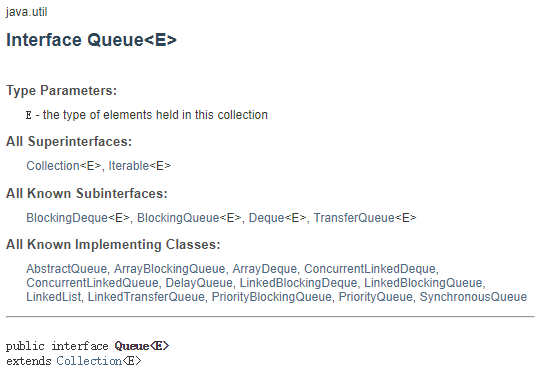 java.util
Interface Queue<E>
Type Parameters:
E - the type of elements held in this collection
All Superinterfaces:
Collection<E>, Iterable<E>
All Known Subinterfaces:
BlockingDeque<E>, BlockingQueue<E>, Deque<E>, TransferQueue<E>
All Known Implementing Classes:
AbstractQueue, ArrayBlockingQueue, ArrayDeque, ConcurrentLinkedDeque,
ConcurrentLinkedQueue, DelayQueue, LinkedBlockingDeque, LinkedBlockingQueue,
LinkedList, LinkedTransferQueue, PriorityBlockingQueue, PriorityQueue, SynchronousQueue
public interface Queue<E>
extends Collection<E>